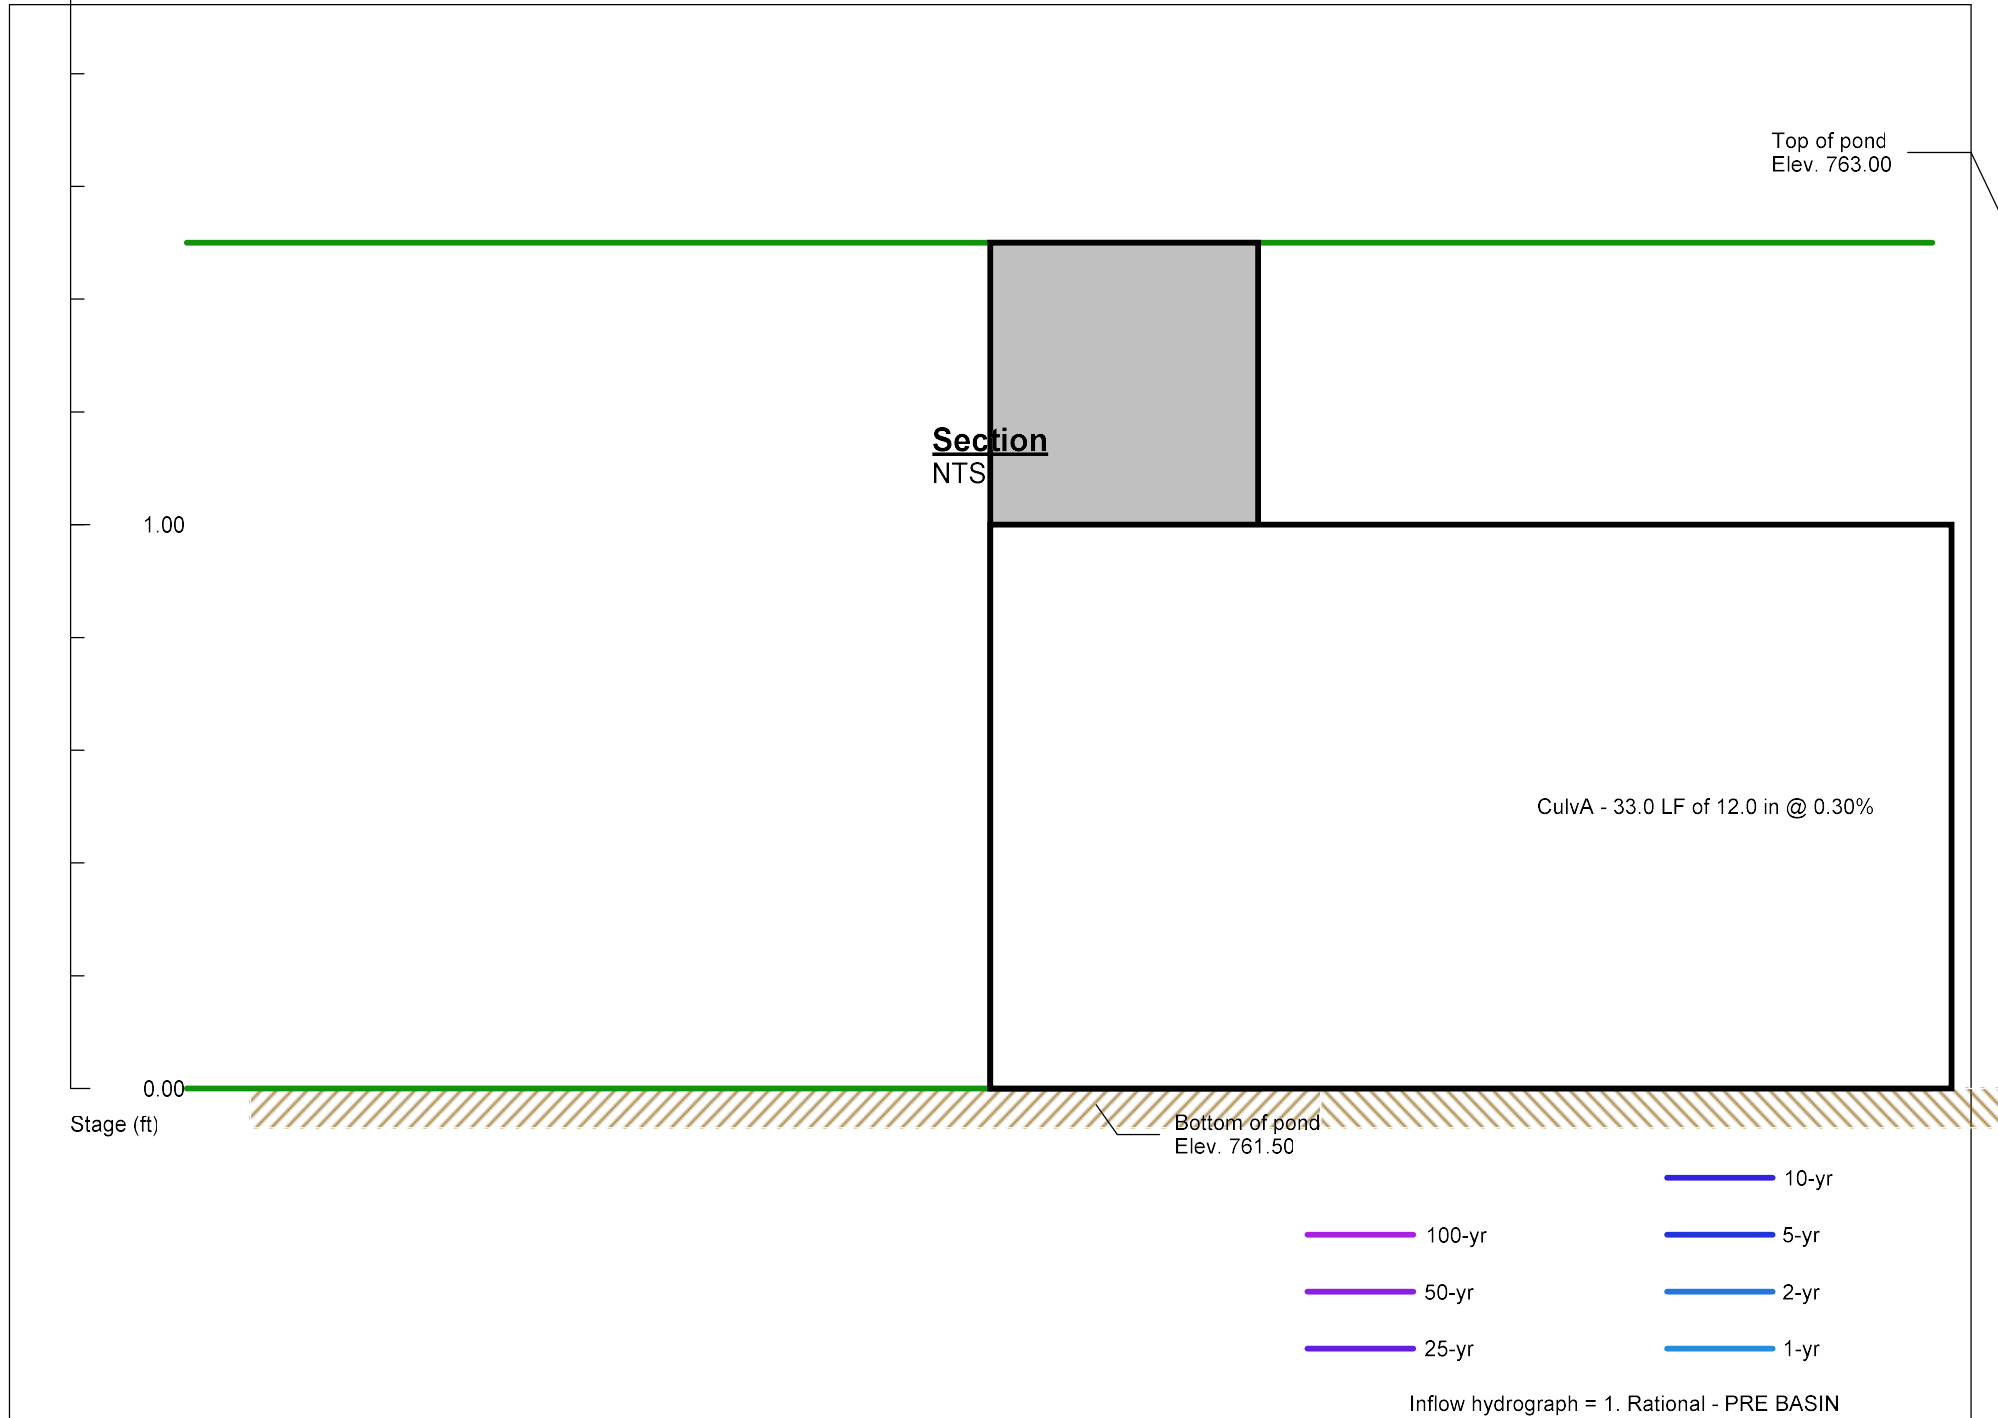 Top of pond
Elev. 763.00
Section
NTS
1.00
CulvA - 33.0 LF of 12.0 in @ 0.30%
0.00
Stage (ft)
Bottom of pond
Elev. 761.50
10-yr
100-yr
5-yr
50-yr
2-yr
25-yr
1-yr
Inflow hydrograph = 1. Rational - PRE BASIN